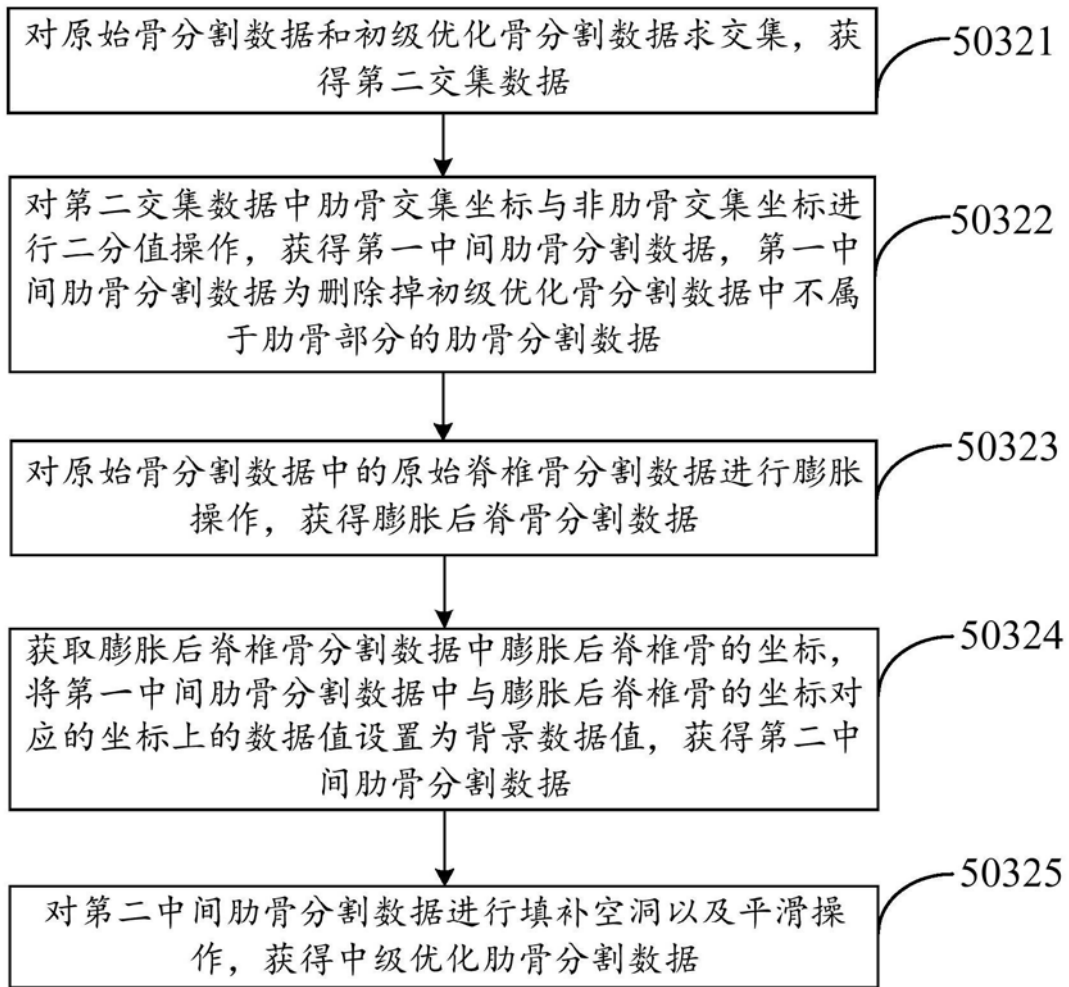 对原始骨分割数据和初级优化骨分割数据求交集，获
得第二交集数据
50321
对第二交集数据中肋骨交集坐标与非肋骨交集坐标进
行二分值操作，获得第一中间肋骨分割数据，第一中
间肋骨分割数据为删除掉初级优化骨分割数据中不属
于肋骨部分的肋骨分割数据
50322
对原始骨分割数据中的原始脊椎骨分割数据进行膨胀
操作，获得膨胀后脊骨分割数据
50323
获取膨胀后脊椎骨分割数据中膨胀后脊椎骨的坐标，
将第一中间肋骨分割数据中与膨胀后脊椎骨的坐标对
应的坐标上的数据值设置为背景数据值，获得第二中
间肋骨分割数据
50324
对第二中间肋骨分割数据进行填补空洞以及平滑操
作，获得中级优化肋骨分割数据
50325